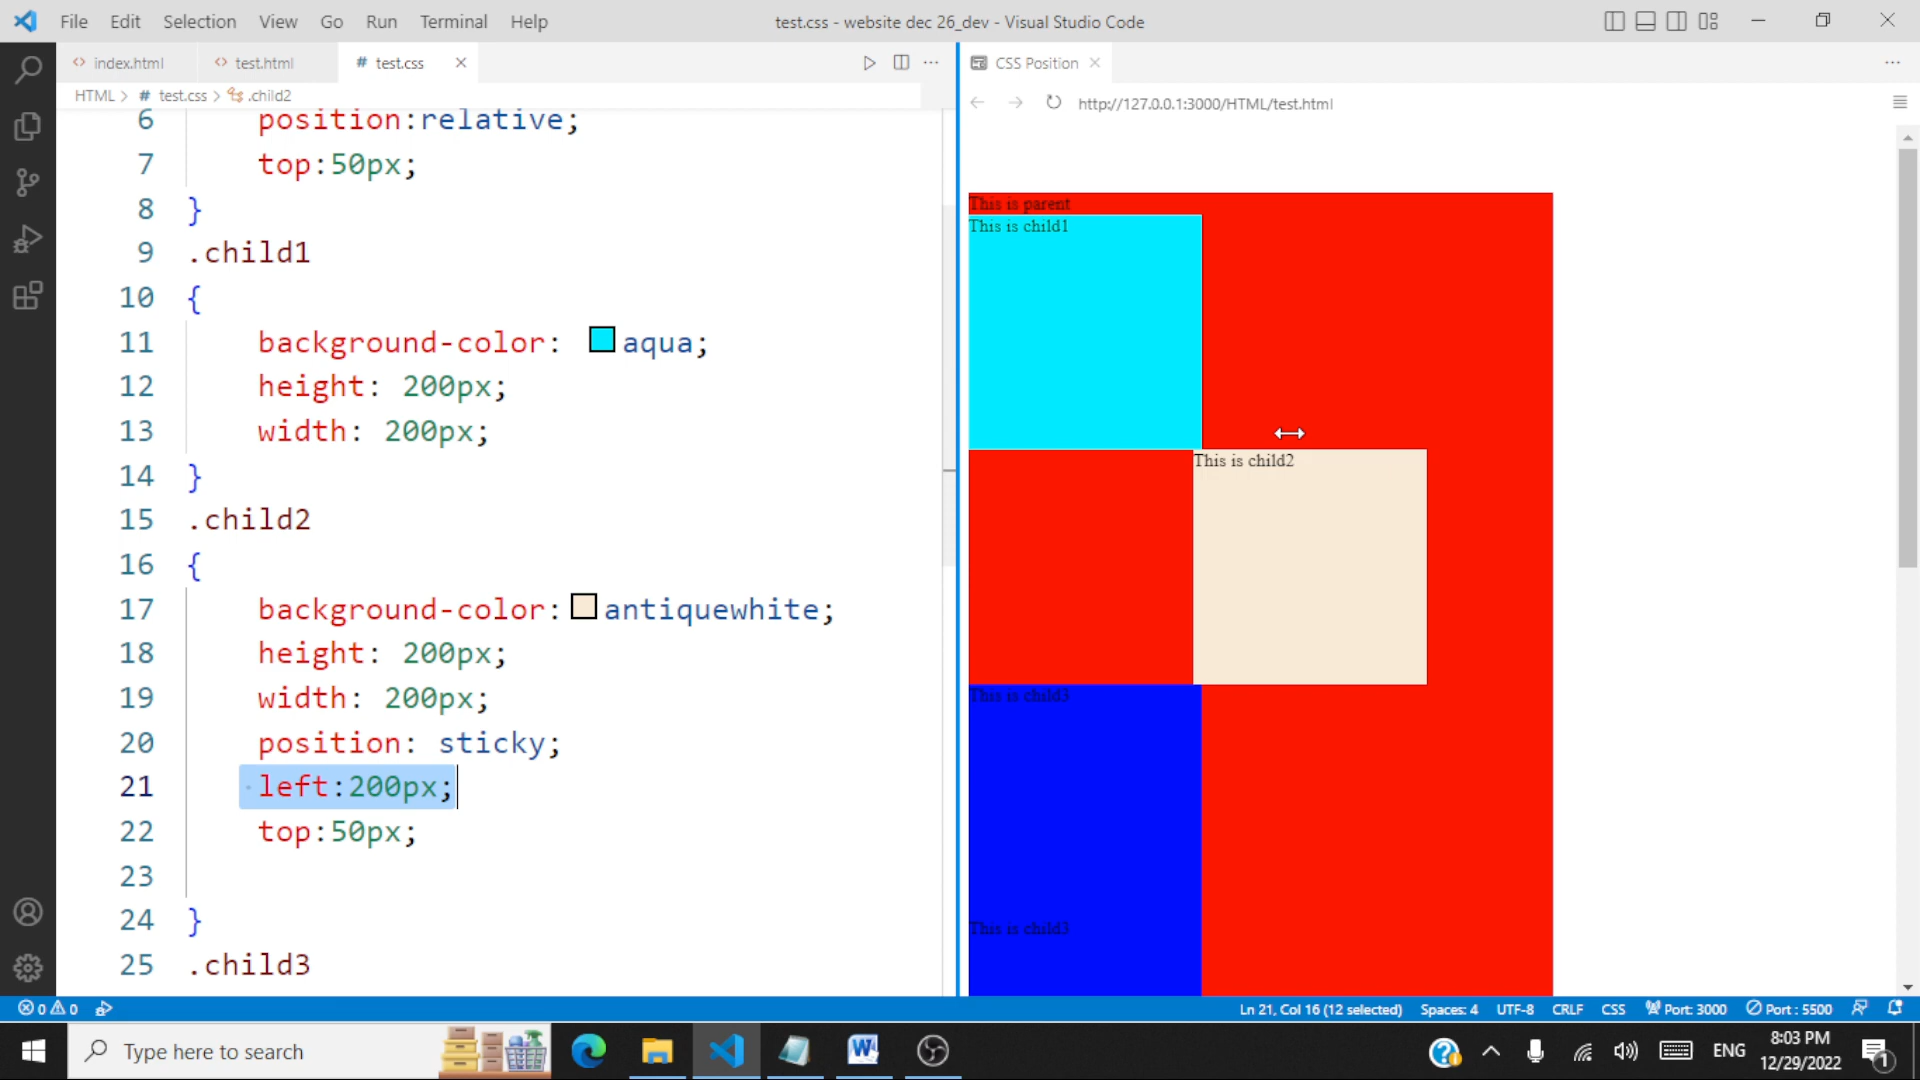 File Edit Selection View Go Run Terminal Help
test.css - website dec 26_dev - Visual Studio Code
index.html
test.html
# test.css
CSS Position
HTML > # test.css > .child2
http://127.0.0.1:3000/HTML/test.html
6 position:relative;
7 top:50px;
8 }
9 .child1
10 {
11 background-color: aqua;
12 height: 200px;
13 width: 200px;
14 }
15 .child2
16 {
17 background-color: antiquewhite;
18 height: 200px;
19 width: 200px;
20 position: sticky;
21 left:200px;
22 top:50px;
23
24 }
25 .child3
This is parent
This is child1
This is child2
This is child3
This is child3
0 0
Ln 21, Col 16 (12 selected) Spaces: 4 UTF-8 CRLF CSS Port: 3000 Port : 5500
Type here to search
W
ENG
8:03 PM
12/29/2022
1